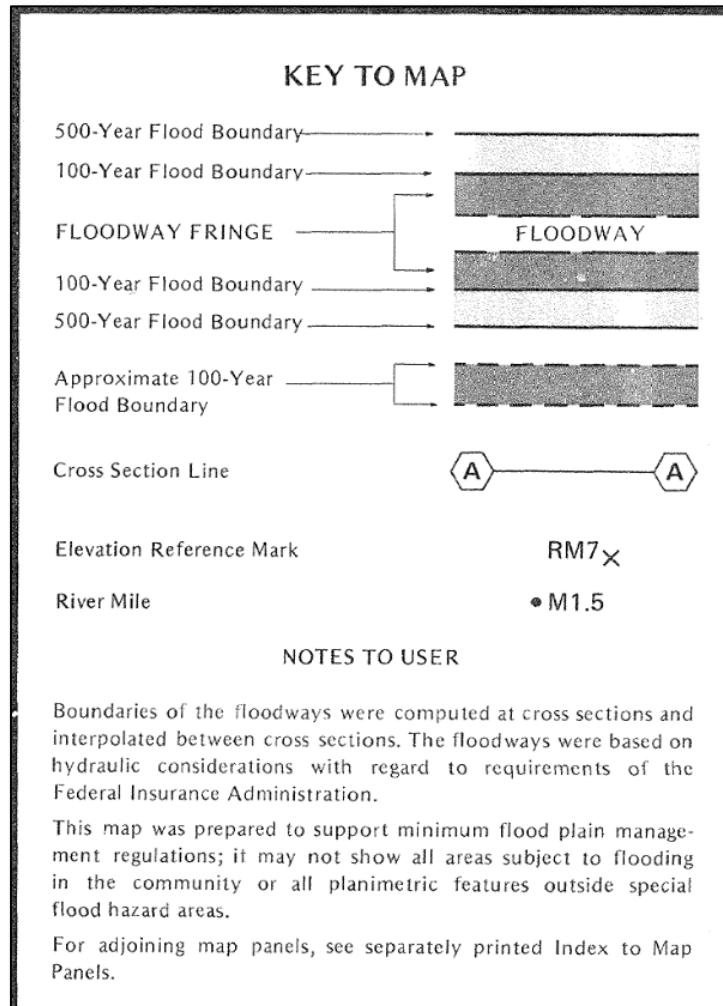 KEY TO MAP
500-Year Flood Boundary
100-Year Flood Boundary
FLOODWAY FRINGE
FLOODWAY
100-Year Flood Boundary
500-Year Flood Boundary
Approximate 100-Year
Flood Boundary
Cross Section Line
A A
Elevation Reference Mark
RM7
River Mile
M1.5
NOTES TO USER
Boundaries of the floodways were computed at cross sections and
interpolated between cross sections. The floodways were based on
hydraulic considerations with regard to requirements of the
Federal Insurance Administration.
This map was prepared to support minimum flood plain manage-
ment regulations; it may not show all areas subject to flooding
in the community or all planimetric features outside special
flood hazard areas.
For adjoining map panels, see separately printed Index to Map
Panels.